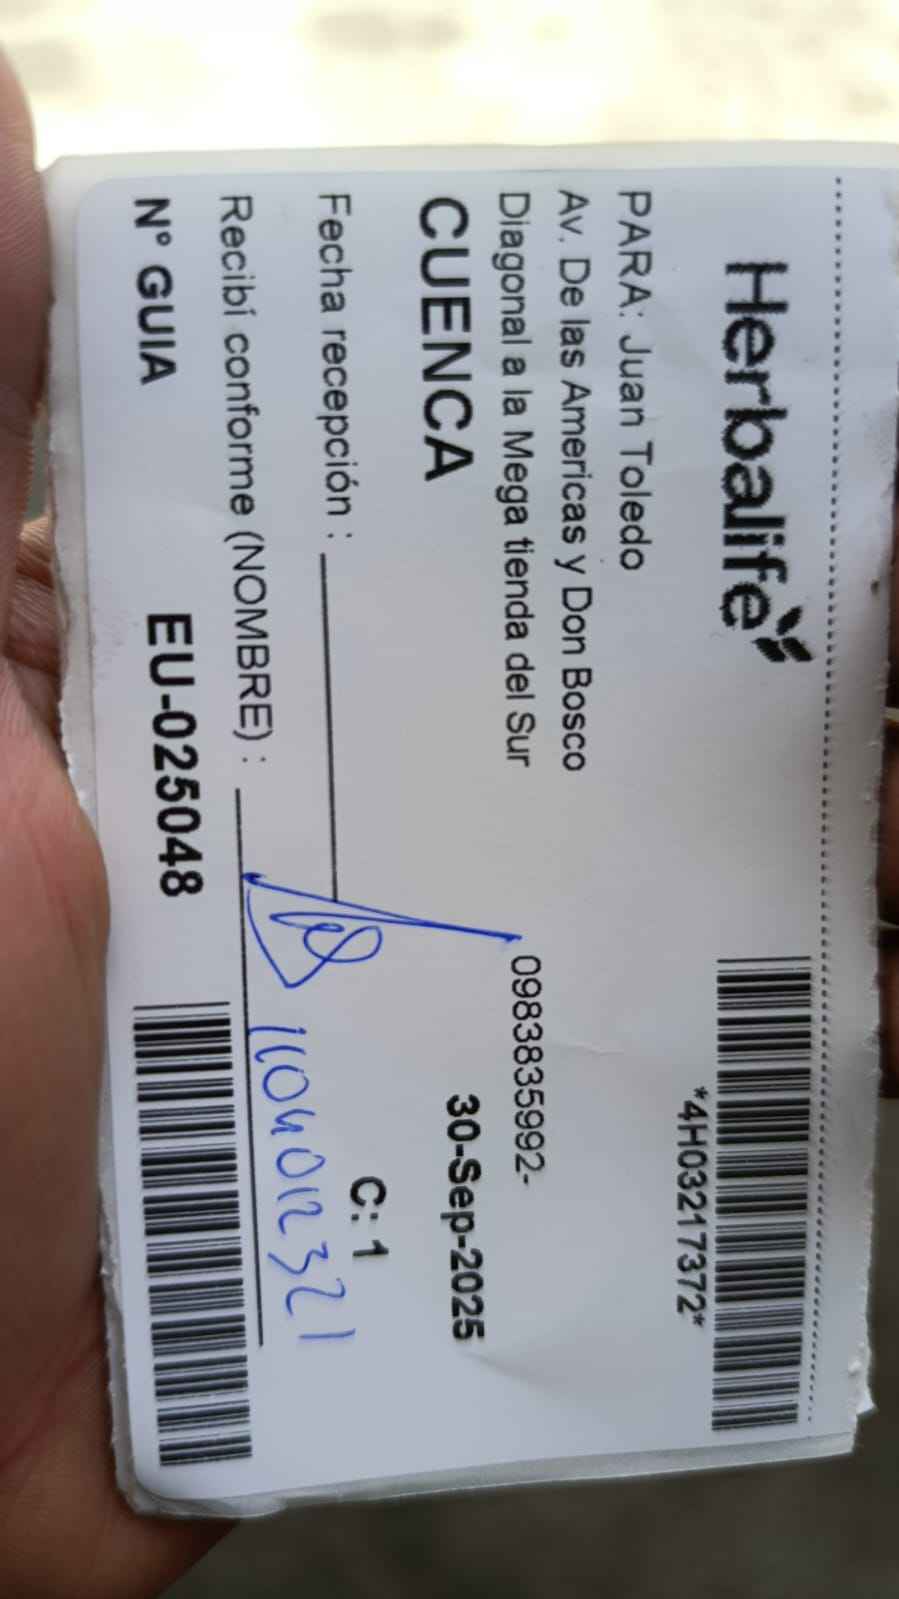 Herbalife
*4H03217372*
PARA: Juan Toledo
Av. De las Americas y Don Bosco
Diagonal a la Mega tienda del Sur
0983835992-
CUENCA
30-Sep-2025
Fecha recepción :
C: 1
Recibí conforme (NOMBRE) :
1104012321
N° GUIA EU-025048